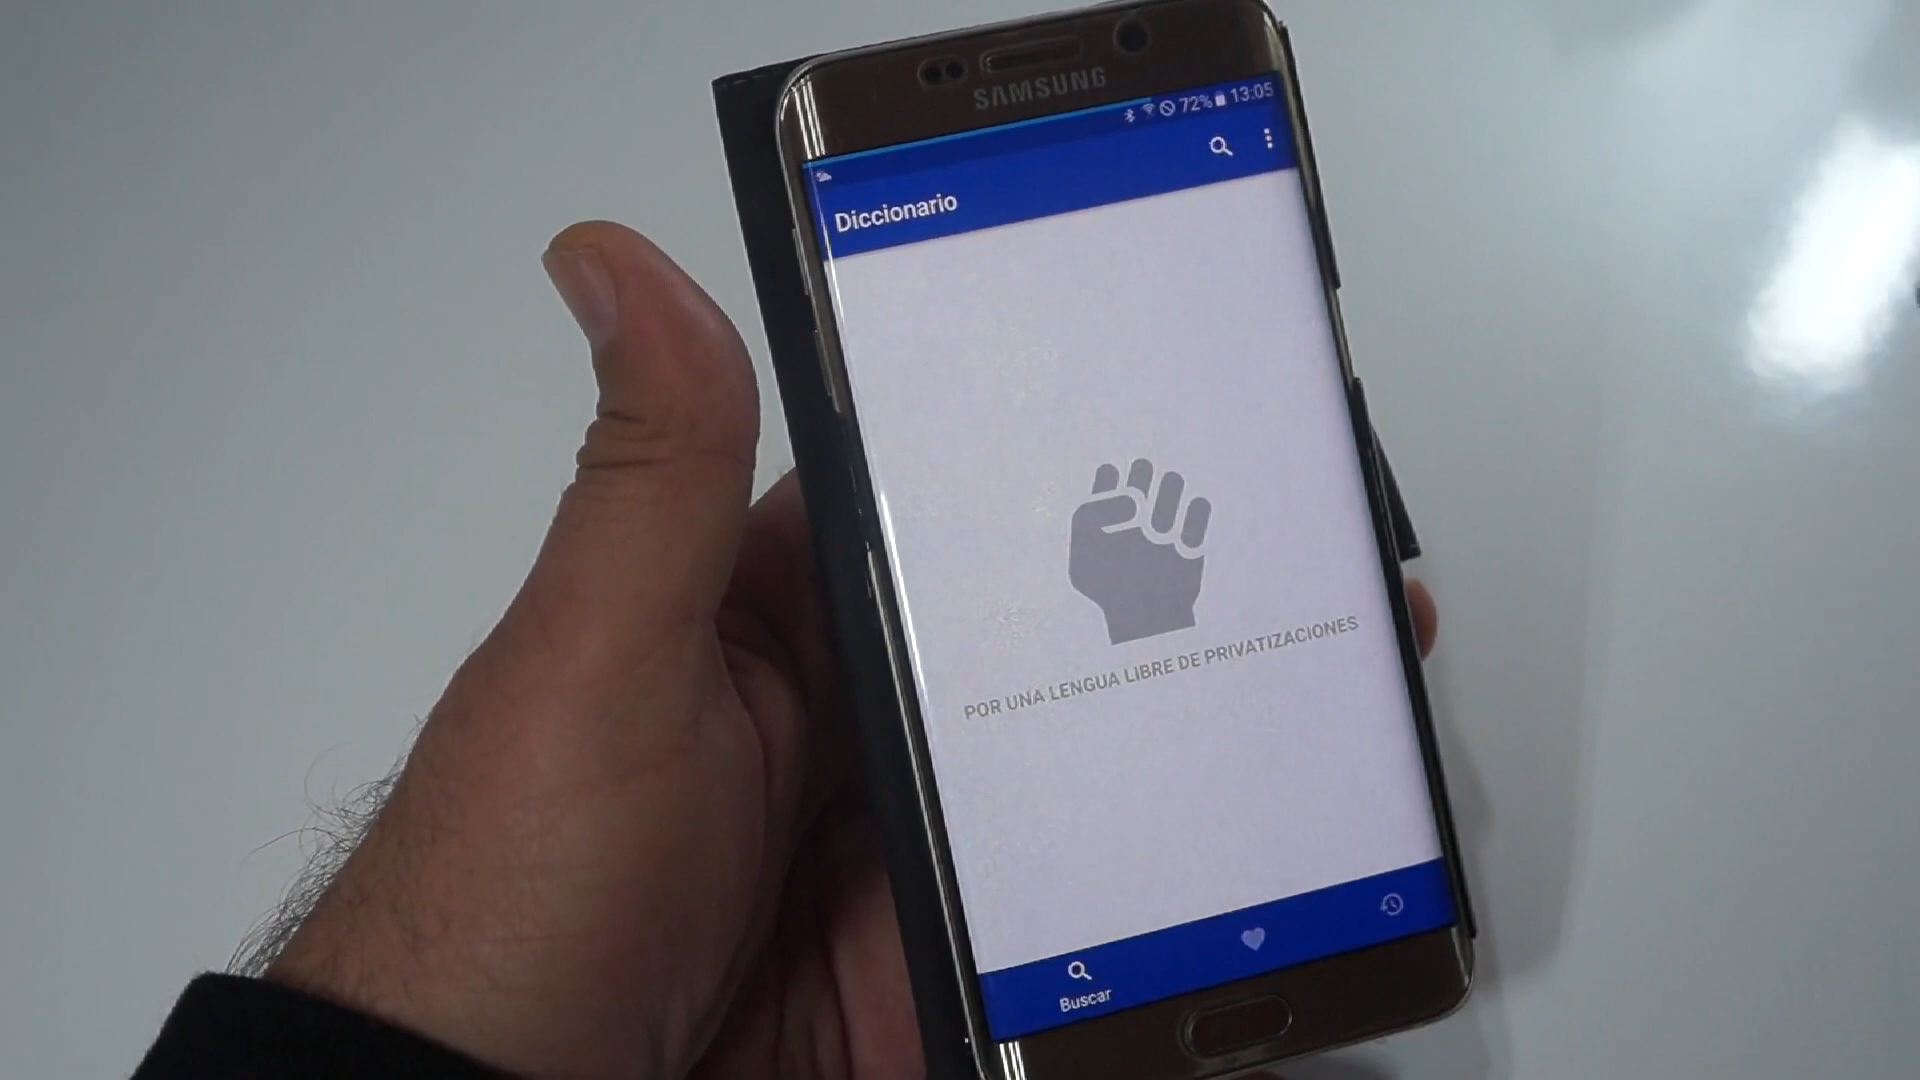 SAMSUNG
72% 13:05
Diccionario
POR UNA LENGUA LIBRE DE PRIVATIZACIONES
Buscar